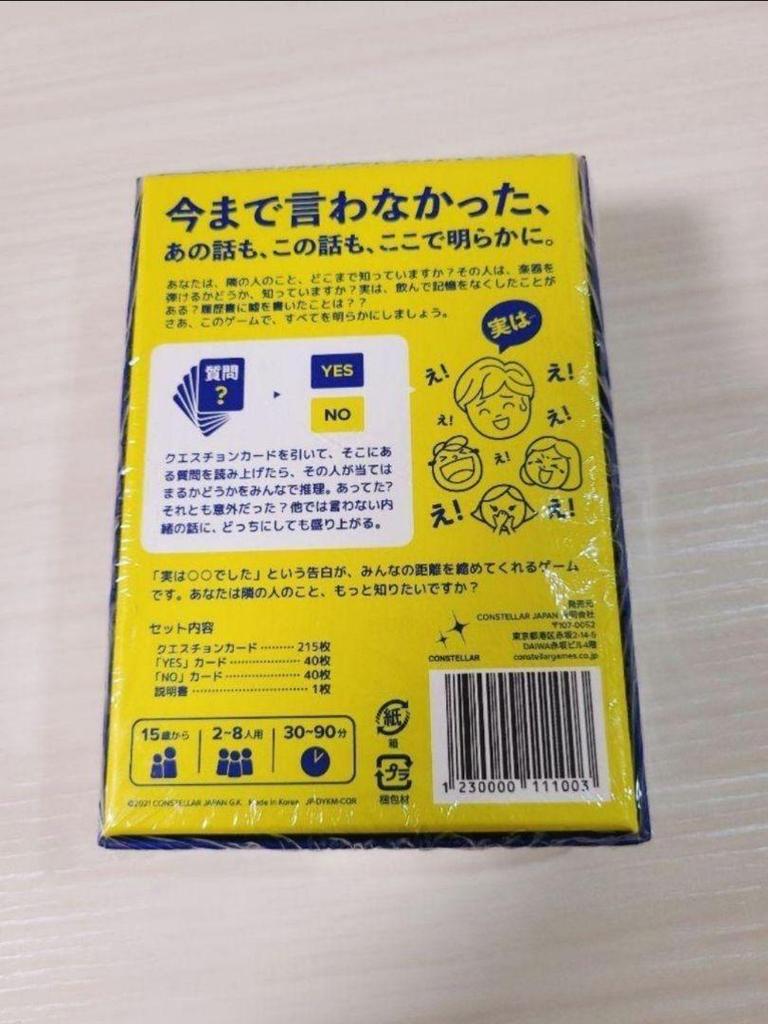 今まで言わなかった、
あの話も、この話も、ここで明らかに。
あなたは、隣の人のこと、どこまで知っていますか？その人は、楽器を
弾けるかどうか、知っていますか？実は、飲んで記憶をなくしたことが
ある？履歴書に嘘を書いたことは？？
さあ、このゲームで、すべてを明らかにしましょう。
実は…
質問
?
YES
NO
え!
え!
え!
え!
え!
え!
え!
クエスチョンカードを引いて、そこにあ
る質問を読み上げたら、その人が当ては
まるかどうかをみんなで推理。あってた?
それとも意外だった？他では言わない内
緒の話に、どっちにしても盛り上がる。
「実は○○でした」という告白が、みんなの距離を縮めてくれるゲーム
です。あなたは隣の人のこと、もっと知りたいですか？
セット内容
クエスチョンカード ········· 215枚
「YES」カード ················ 40枚
「NO」カード ················· 40枚
説明書 ························· 1枚
発売元
CONSTELLAR JAPAN 合同会社
〒107-0052
東京都港区赤坂2-14-5
DAIWA赤坂ビル4階
constellargames.co.jp
CONSTELLAR
15歳から
2~8人用
30~90分
紙
箱
プラ
梱包材
1 230000 111003
©2021 CONSTELLAR JAPAN G.K. Made in Korea JP-DYKM-COR